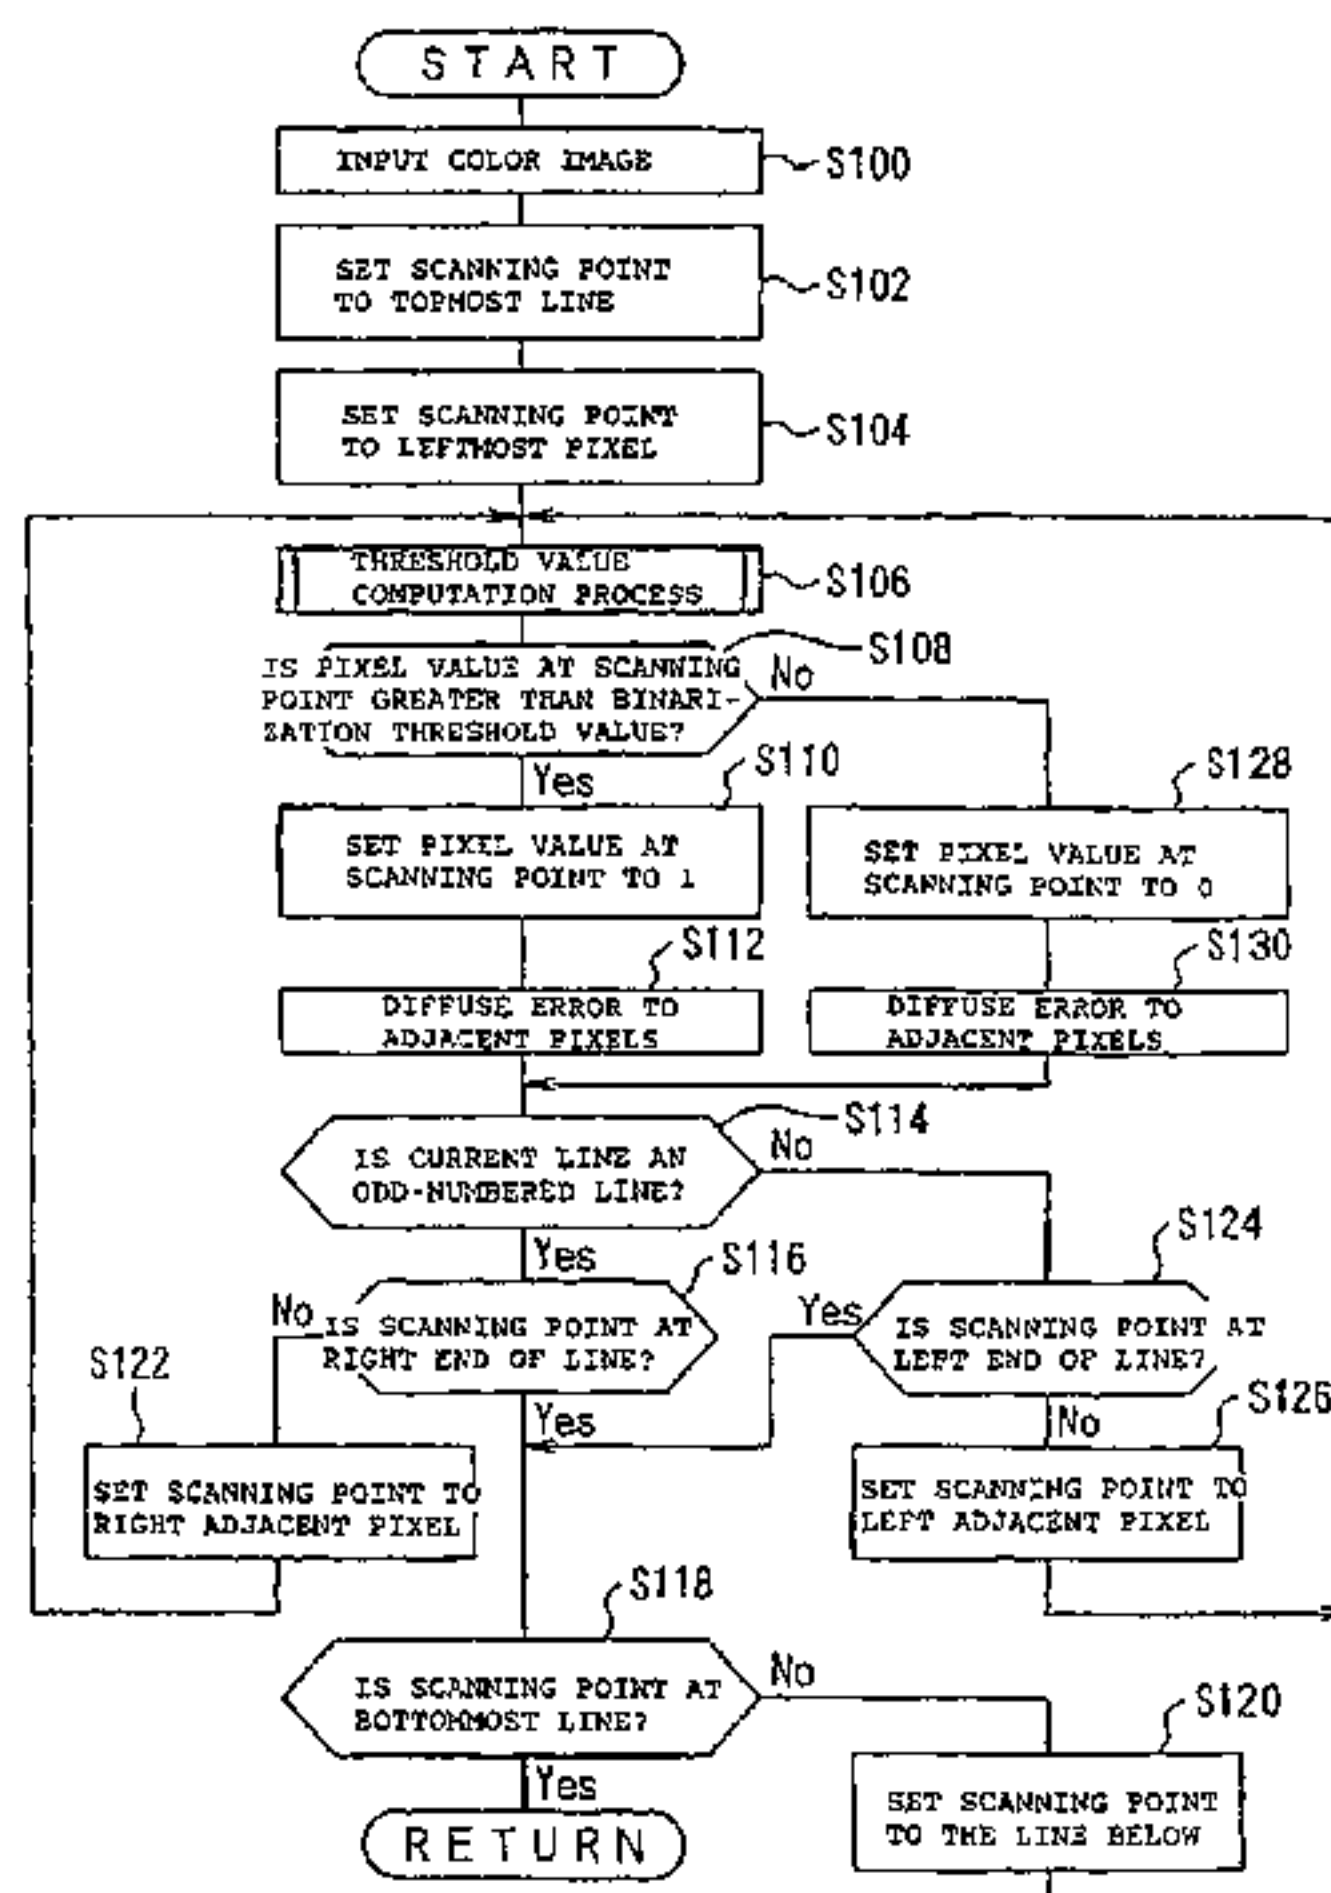 START
INPUT COLOR IMAGE
S100
SET SCANNING POINT
TO TOPMOST LINE
S102
SET SCANNING POINT
TO LEFTMOST PIXEL
S104
THRESHOLD VALUE
COMPUTATION PROCESS
S106
S108
IS PIXEL VALUE AT SCANNING
POINT GREATER THAN BINARI-
ZATION THRESHOLD VALUE?
No
Yes
S110
S128
SET PIXEL VALUE AT
SCANNING POINT TO 1
SET PIXEL VALUE AT
SCANNING POINT TO 0
S112
S130
DIFFUSE ERROR TO
ADJACENT PIXELS
DIFFUSE ERROR TO
ADJACENT PIXELS
S114
IS CURRENT LINE AN
ODD-NUMBERED LINE?
No
Yes
S116
S124
No
IS SCANNING POINT AT
RIGHT END OF LINE?
Yes
IS SCANNING POINT AT
LEFT END OF LINE?
S122
Yes
No
S126
SET SCANNING POINT TO
RIGHT ADJACENT PIXEL
SET SCANNING POINT TO
LEFT ADJACENT PIXEL
S118
IS SCANNING POINT AT
BOTTOMMOST LINE?
No
S120
Yes
SET SCANNING POINT
TO THE LINE BELOW
RETURN